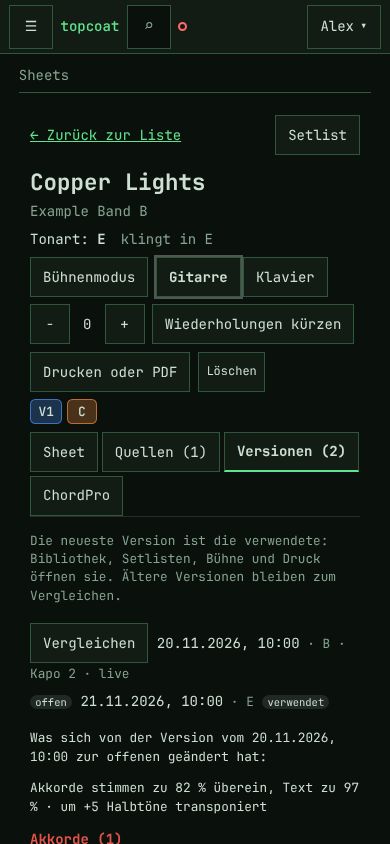 ☰ topcoat ⌕ Alex ▾
Sheets
← Zurück zur Liste Setlist
Copper Lights
Example Band B
Tonart: E klingt in E
Bühnenmodus Gitarre Klavier
- 0 + Wiederholungen kürzen
Drucken oder PDF Löschen
V1 C
Sheet Quellen (1) Versionen (2)
ChordPro
Die neueste Version ist die verwendete:
Bibliothek, Setlisten, Bühne und Druck
öffnen sie. Ältere Versionen bleiben zum
Vergleichen.
Vergleichen 20.11.2026, 10:00 · B ·
Kapo 2 · live
offen 21.11.2026, 10:00 · E verwendet
Was sich von der Version vom 20.11.2026,
10:00 zur offenen geändert hat:
Akkorde stimmen zu 82 % überein, Text zu 97
% · um +5 Halbtöne transponiert
Akkorde (1)